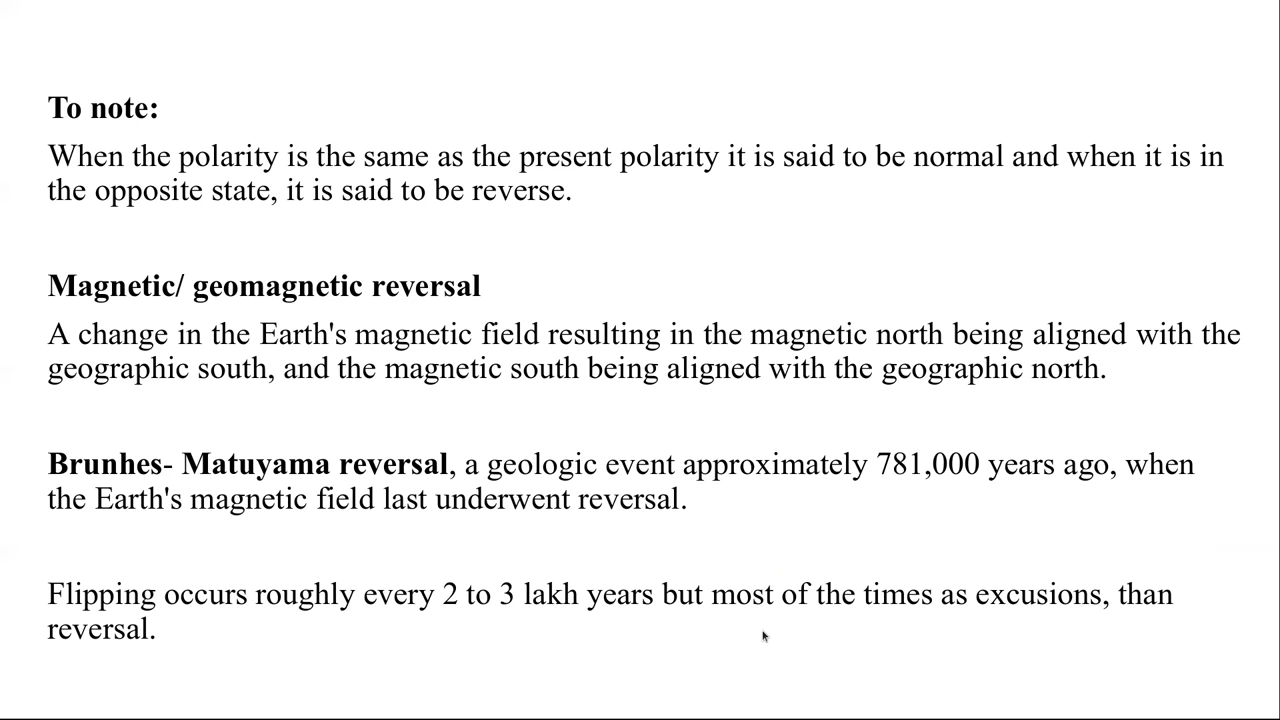 To note:
When the polarity is the same as the present polarity it is said to be normal and when it is in
the opposite state, it is said to be reverse.
Magnetic/ geomagnetic reversal
A change in the Earth's magnetic field resulting in the magnetic north being aligned with the
geographic south, and the magnetic south being aligned with the geographic north.
Brunhes- Matuyama reversal, a geologic event approximately 781,000 years ago, when
the Earth's magnetic field last underwent reversal.
Flipping occurs roughly every 2 to 3 lakh years but most of the times as excusions, than
reversal.